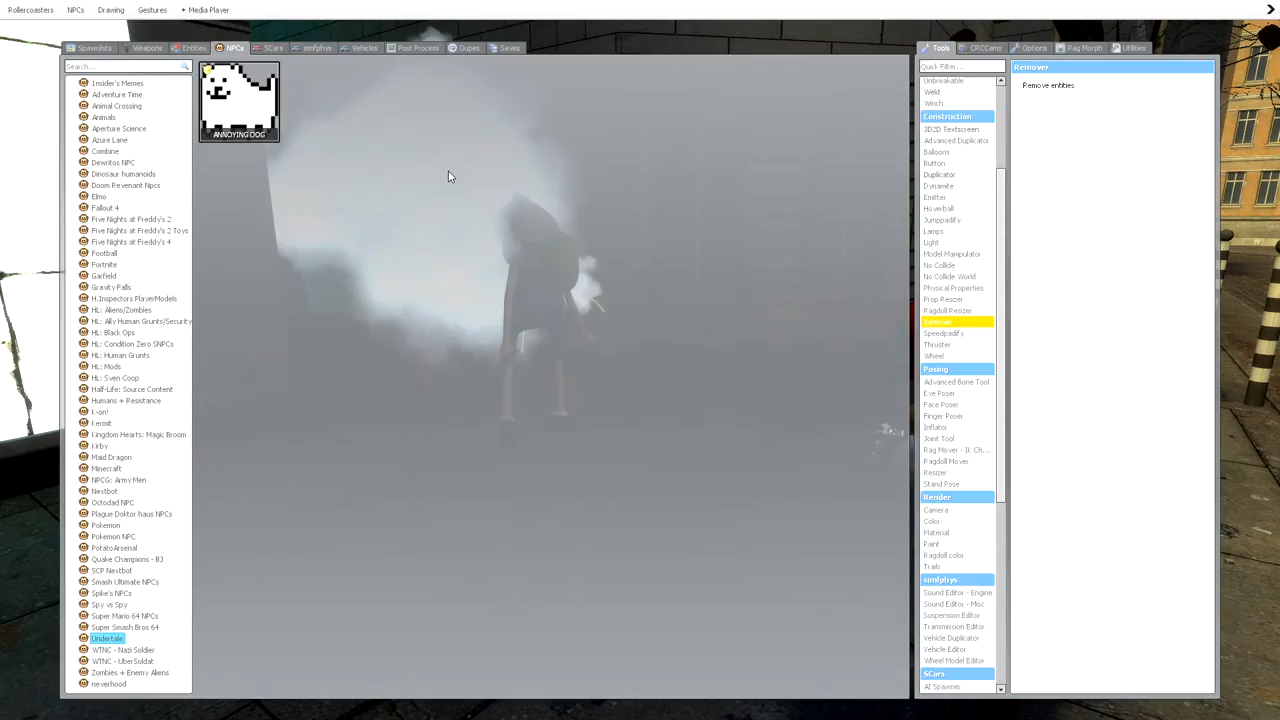 Rollercoasters NPCs Drawing Gestures Media Player
Spawnlists Weapons Entities NPCs SCars simfphys Vehicles Post Process Dupes Saves
Search...
1nsider's Memes
Adventure Time
Animal Crossing
Animals
Aperture Science
Azure Lane
Combine
Dewritos NPC
Dinosaur humanoids
Doom Revenant Npcs
Elmo
Fallout 4
Five Nights at Freddy's 2
Five Nights at Freddy's 2 Toys
Five Nights at Freddy's 4
Football
Fortnite
Garfield
Gravity Falls
H.Inspectors PlayerModels
HL: Aliens/Zombies
HL: Ally Human Grunts/Security
HL: Black Ops
HL: Condition Zero SNPCs
HL: Human Grunts
HL: Mods
HL: Sven Coop
Half-Life: Source Content
Humans + Resistance
K-on!
Kermit
Kingdom Hearts: Magic Broom
Kirby
Maid Dragon
Minecraft
NPCG: Army Men
Nextbot
Octodad NPC
Plague Doktor haus NPCs
Pokemon
Pokemon NPC
PotatoArsenal
Quake Champions - BJ
SCP Nextbot
Smash Ultimate NPCs
Spike's NPCs
Spy vs Spy
Super Mario 64 NPCs
Super Smash Bros 64
Undertale
WTNC - Nazi Soldier
WTNC - UberSoldat
Zombies + Enemy Aliens
neverhood
ANNOYING DOG
Tools CRCCams Options Rag Morph Utilities
Quick Filter...
Unbreakable
Weld
Winch
Construction
3D2D Textscreen
Advanced Duplicator
Balloons
Button
Duplicator
Dynamite
Emitter
Hoverball
Jumppadify
Lamps
Light
Model Manipulator
No Collide
No Collide World
Physical Properties
Prop Resizer
Ragdoll Resizer
Remover
Speedpadify
Thruster
Wheel
Posing
Advanced Bone Tool
Eye Poser
Face Poser
Finger Poser
Inflator
Joint Tool
Rag Mover - IK Ch...
Ragdoll Mover
Resizer
Stand Pose
Render
Camera
Color
Material
Paint
Ragdoll color
Trails
simfphys
Sound Editor - Engine
Sound Editor - Misc
Suspension Editor
Transmission Editor
Vehicle Duplicator
Vehicle Editor
Wheel Model Editor
SCars
AI Spawner
Remover
Remove entities